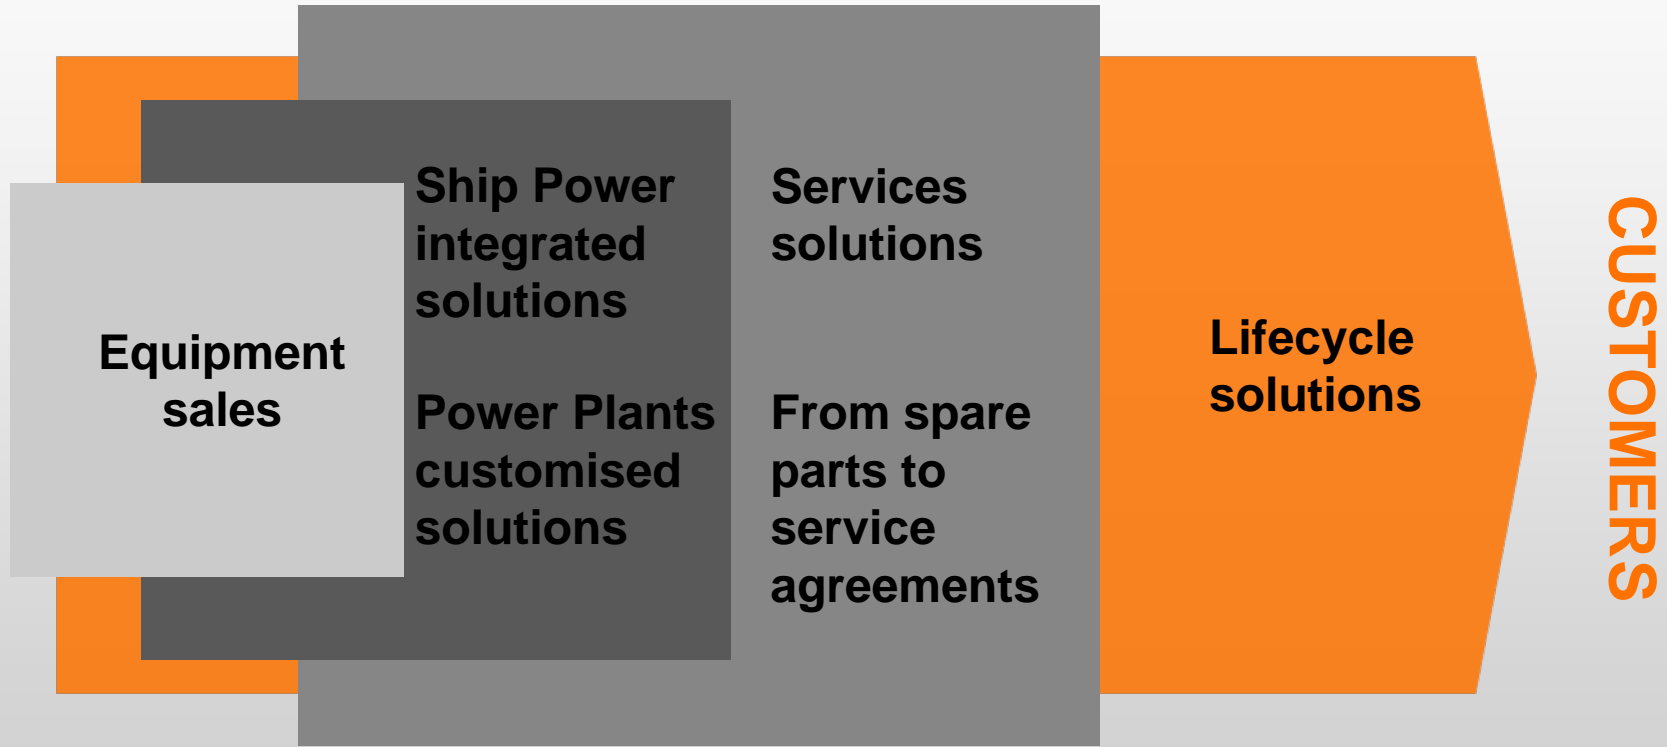 Equipment
sales
Ship Power
integrated
solutions
Power Plants
customised
solutions
Services
solutions
From spare
parts to
service
agreements
Lifecycle
solutions
CUSTOMERS